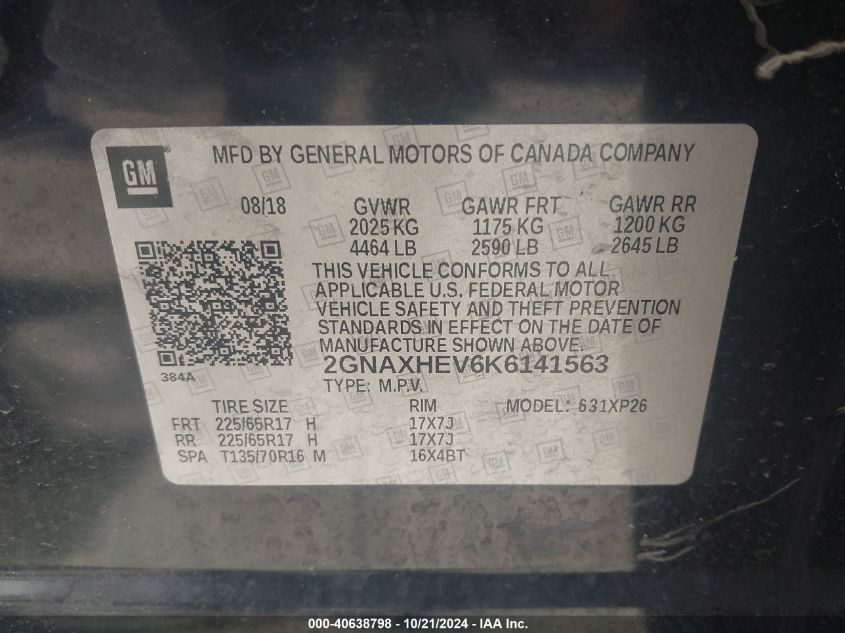 GM
MFD BY GENERAL MOTORS OF CANADA COMPANY
08/18 GVWR GAWR FRT GAWR RR
2025 KG 1175 KG 1200 KG
4464 LB 2590 LB 2645 LB
THIS VEHICLE CONFORMS TO ALL
APPLICABLE U.S. FEDERAL MOTOR
VEHICLE SAFETY AND THEFT PREVENTION
STANDARDS IN EFFECT ON THE DATE OF
MANUFACTURE SHOWN ABOVE.
2GNAXHEV6K6141563
384A
TYPE: M.P.V.
TIRE SIZE RIM MODEL: 631XP26
FRT 225/65R17 H 17X7J
RR 225/65R17 H 17X7J
SPA T135/70R16 M 16X4BT
000-40638798 - 10/21/2024 - IAA Inc.